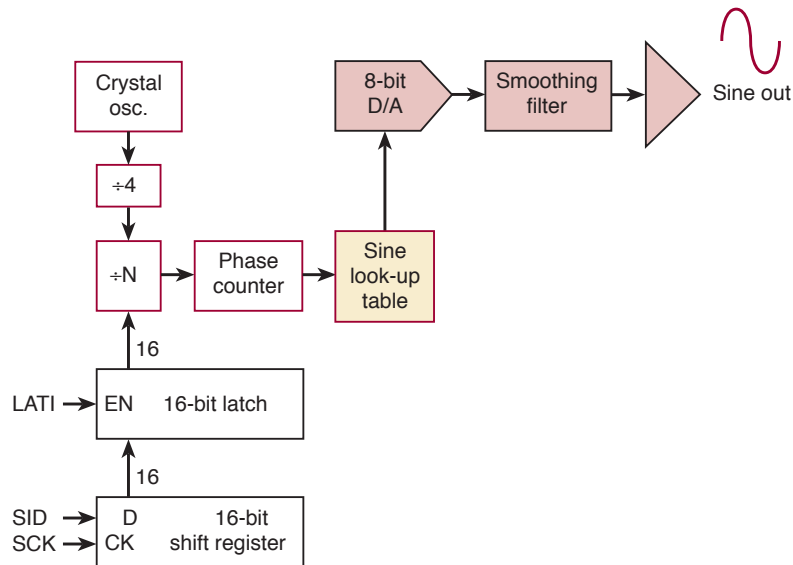 Crystal
osc.
÷4
÷N
Phase
counter
Sine
look-up
table
8-bit
D/A
Smoothing
filter
Sine out
16
LATI
EN
16-bit latch
16
SID
D
16-bit
SCK
CK
shift register